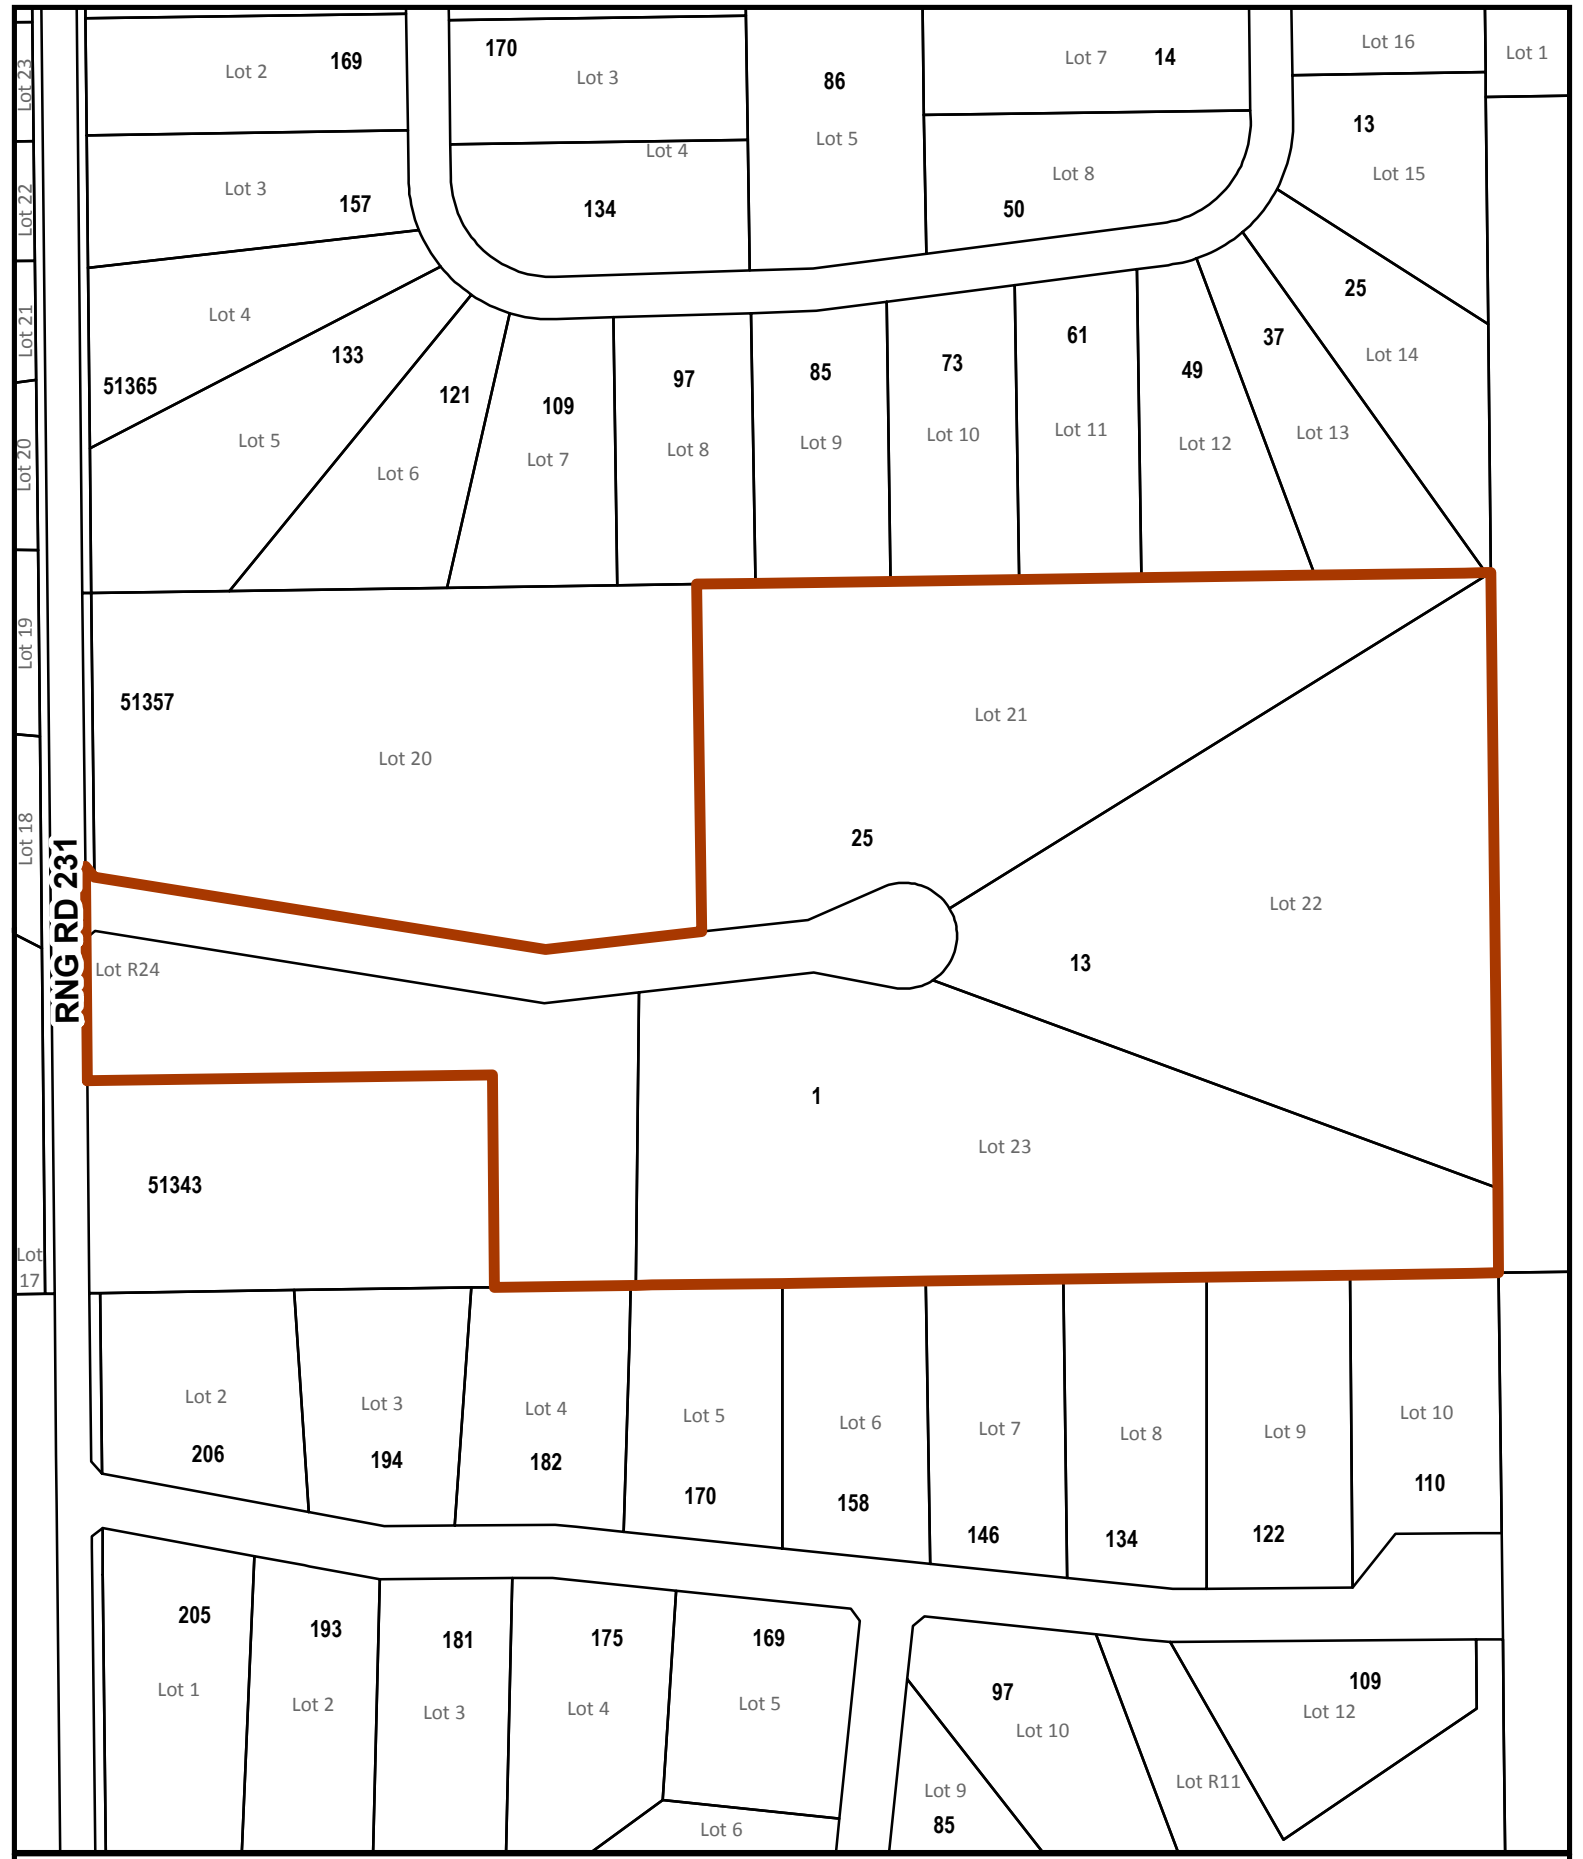 Lot 23
Lot 2
169
170
Lot 3
86
Lot 5
Lot 7
14
Lot 16
Lot 1
13
Lot 15
Lot 22
Lot 3
157
Lot 4
134
Lot 8
50
Lot 21
Lot 4
51365
133
Lot 5
121
Lot 6
109
Lot 7
97
Lot 8
85
Lot 9
73
Lot 10
61
Lot 11
49
Lot 12
37
Lot 13
25
Lot 14
Lot 20
Lot 19
51357
Lot 20
Lot 21
25
Lot 18
RNG RD 231
Lot R24
Lot 22
13
1
Lot 23
51343
Lot
17
Lot 2
206
Lot 3
194
Lot 4
182
Lot 5
170
Lot 6
158
Lot 7
146
Lot 8
134
Lot 9
122
Lot 10
110
205
Lot 1
193
Lot 2
181
Lot 3
175
Lot 4
169
Lot 5
Lot 6
97
Lot 10
Lot 9
85
Lot R11
109
Lot 12